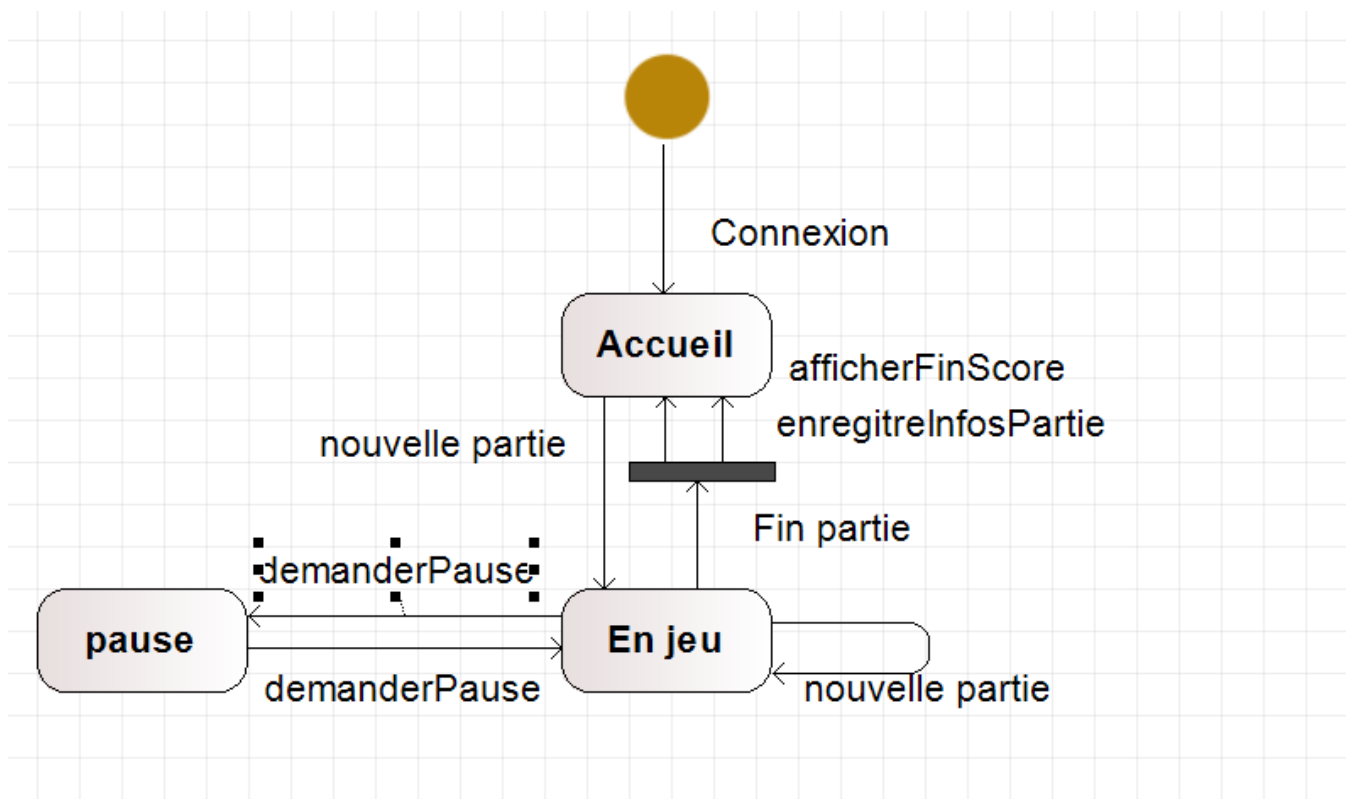 Connexion
Accueil
afficherFinScore
enregitreInfosPartie
nouvelle partie
Fin partie
demanderPause
pause
En jeu
demanderPause
nouvelle partie